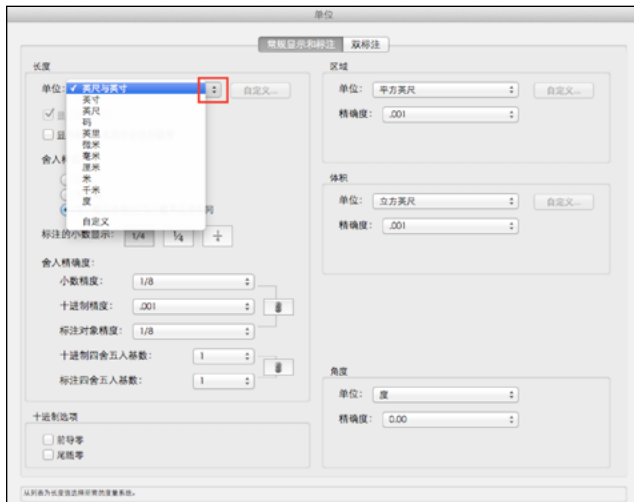 单位
常规显示和标注 双标注
长度
单位: ✓ 英尺与英寸 自定义...
英寸
英尺
码
英里
微米
毫米
厘米
米
千米
度
自定义
显
显
舍入精
同
标注的小数显示: 1/4 ¼ ÷
舍入精确度:
小数精度: 1/8
十进制精度: .001
标注对象精度: 1/8
十进制四舍五入基数: 1
标注四舍五入基数: 1
十进制选项
前导零
尾随零
区域
单位: 平方英尺 自定义...
精确度: .001
体积
单位: 立方英尺 自定义...
精确度: .001
角度
单位: 度
精确度: 0.00
从列表为长度值选择所需的度量系统。